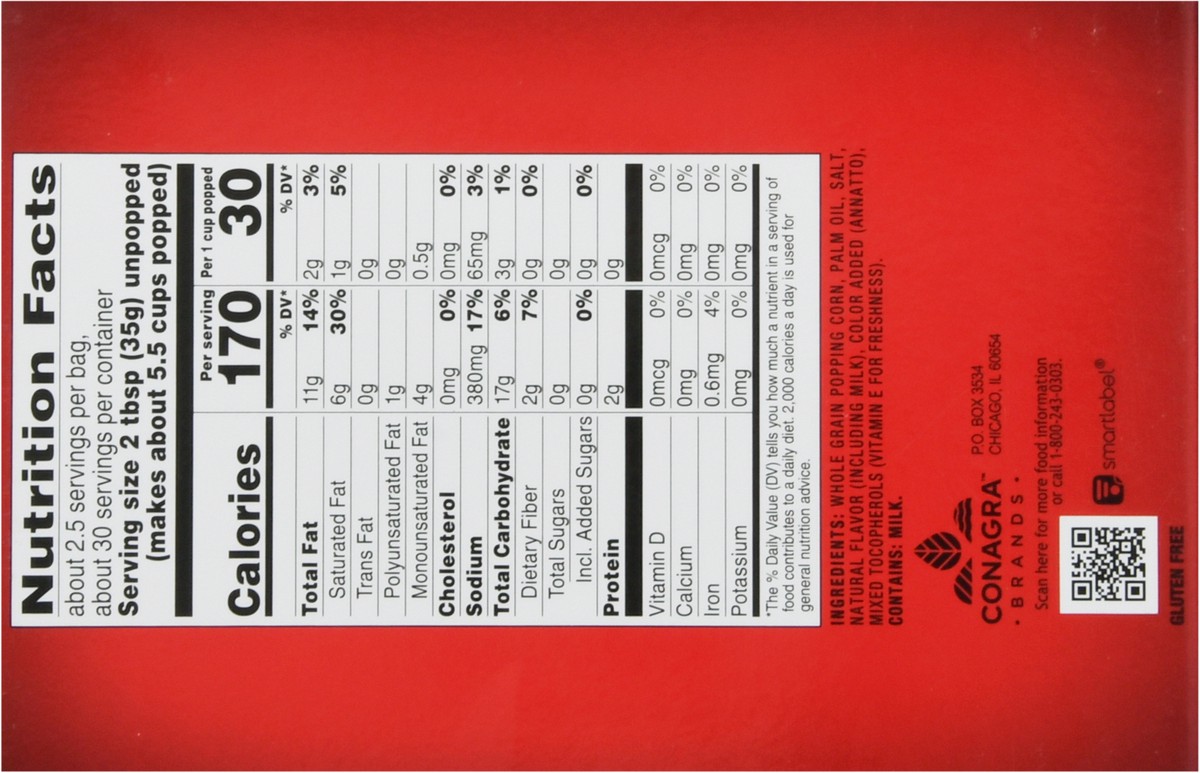 Nutrition Facts
about 2.5 servings per bag,
about 30 servings per container
Serving size 2 tbsp (35g) unpopped
(makes about 5.5 cups popped)
Per serving Per 1 cup popped
Calories 170 30
% DV* % DV*
Total Fat 11g 14% 2g 3%
Saturated Fat 6g 30% 1g 5%
Trans Fat 0g 0g
Polyunsaturated Fat 1g 0g
Monounsaturated Fat 4g 0.5g
Cholesterol 0mg 0% 0mg 0%
Sodium 380mg 17% 65mg 3%
Total Carbohydrate 17g 6% 3g 1%
Dietary Fiber 2g 7% 0g 0%
Total Sugars 0g 0g
Incl. Added Sugars 0g 0% 0g 0%
Protein 2g 0g
Vitamin D 0mcg 0% 0mcg 0%
Calcium 0mg 0% 0mg 0%
Iron 0.6mg 4% 0mg 0%
Potassium 0mg 0% 0mg 0%
*The % Daily Value (DV) tells you how much a nutrient in a serving of
food contributes to a daily diet. 2,000 calories a day is used for
general nutrition advice.
INGREDIENTS: WHOLE GRAIN POPPING CORN, PALM OIL, SALT,
NATURAL FLAVOR (INCLUDING MILK), COLOR ADDED (ANNATTO),
MIXED TOCOPHEROLS (VITAMIN E FOR FRESHNESS).
CONTAINS: MILK.
CONAGRA™
• BRANDS •
P.O. BOX 3534
CHICAGO, IL 60654
Scan here for more food information
or call 1-800-243-0303.
smartlabel®
GLUTEN FREE